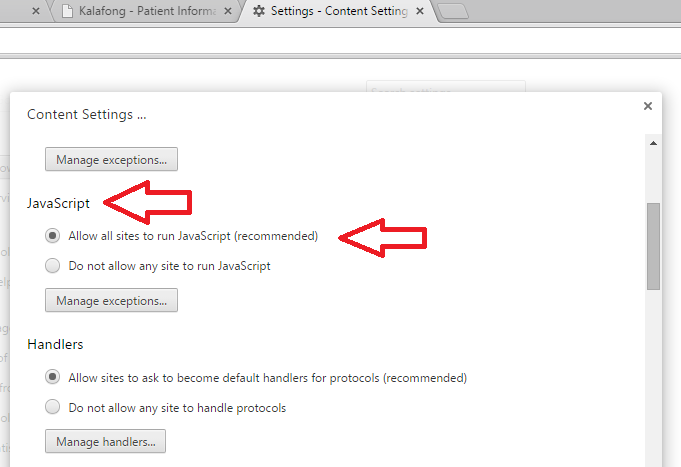 Kalafong - Patient Informa
Settings - Content Setting
Search settings
Content Settings ...
Manage exceptions...
JavaScript
Allow all sites to run JavaScript (recommended)
Do not allow any site to run JavaScript
Manage exceptions...
Handlers
Allow sites to ask to become default handlers for protocols (recommended)
Do not allow any site to handle protocols
Manage handlers...